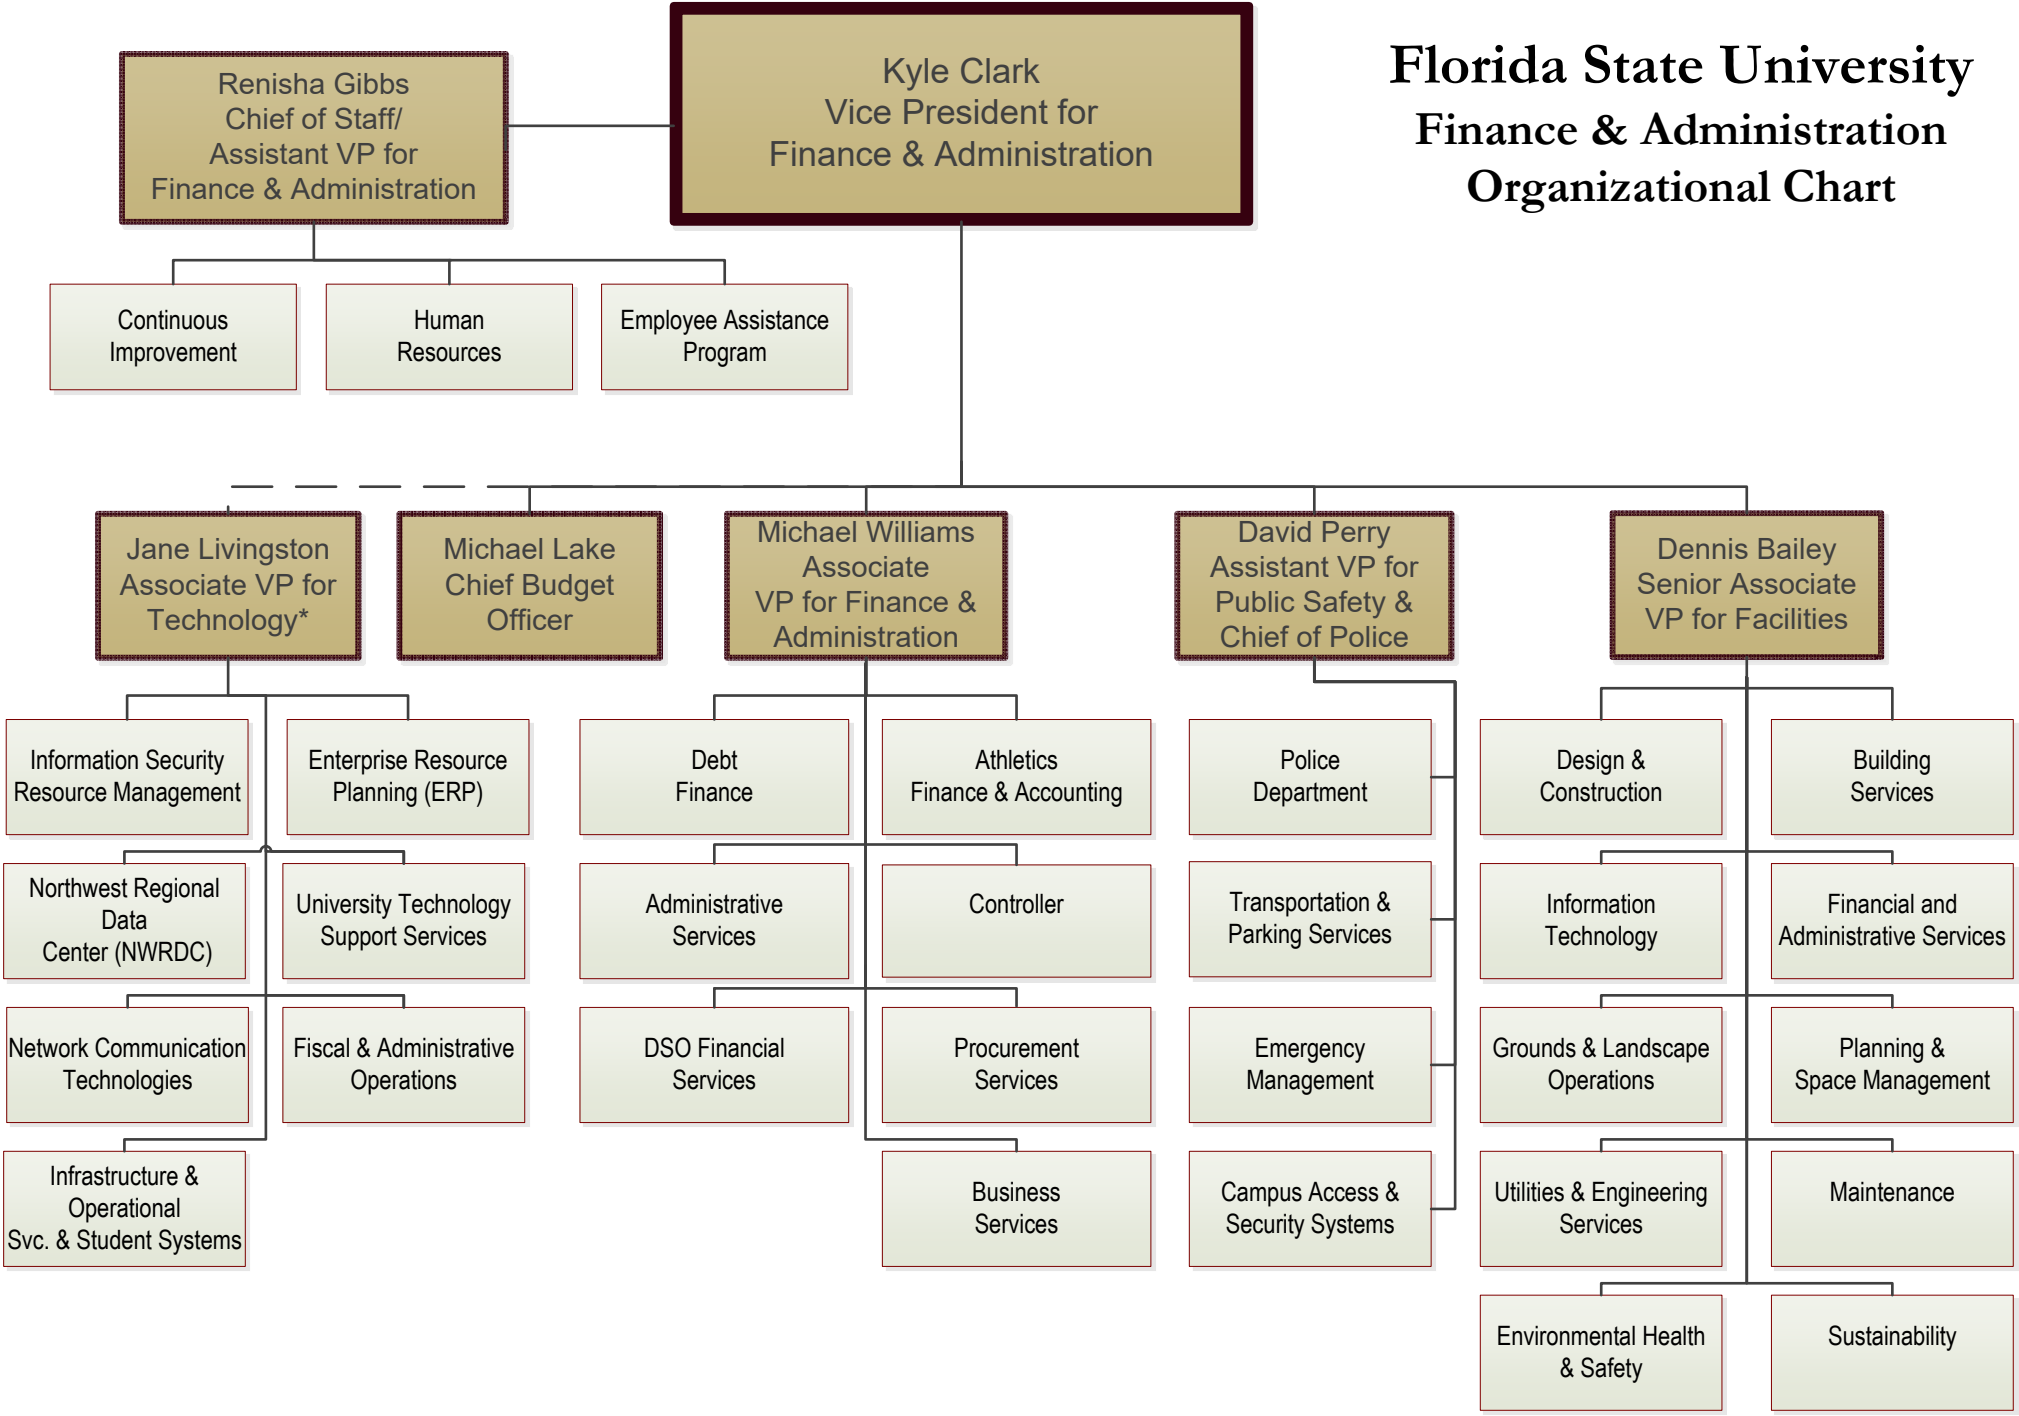 Florida State University
Finance & Administration
Organizational Chart
Kyle Clark
Vice President for
Finance & Administration
Renisha Gibbs
Chief of Staff/
Assistant VP for
Finance & Administration
Continuous
Improvement
Human
Resources
Employee Assistance
Program
Jane Livingston
Associate VP for
Technology*
Michael Lake
Chief Budget
Officer
Michael Williams
Associate
VP for Finance &
Administration
David Perry
Assistant VP for
Public Safety &
Chief of Police
Dennis Bailey
Senior Associate
VP for Facilities
Information Security
Resource Management
Enterprise Resource
Planning (ERP)
Northwest Regional
Data
Center (NWRDC)
University Technology
Support Services
Network Communication
Technologies
Fiscal & Administrative
Operations
Infrastructure &
Operational
Svc. & Student Systems
Debt
Finance
Athletics
Finance & Accounting
Administrative
Services
Controller
DSO Financial
Services
Procurement
Services
Business
Services
Police
Department
Transportation &
Parking Services
Emergency
Management
Campus Access &
Security Systems
Design &
Construction
Building
Services
Information
Technology
Financial and
Administrative Services
Grounds & Landscape
Operations
Planning &
Space Management
Utilities & Engineering
Services
Maintenance
Environmental Health
& Safety
Sustainability